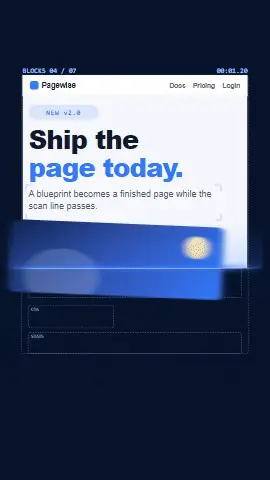 BLOCKS 04 / 07
00:01.20
Pagewise
Docs Pricing Login
NEW v2.0
Ship the
page today.
A blueprint becomes a finished page while the
scan line passes.